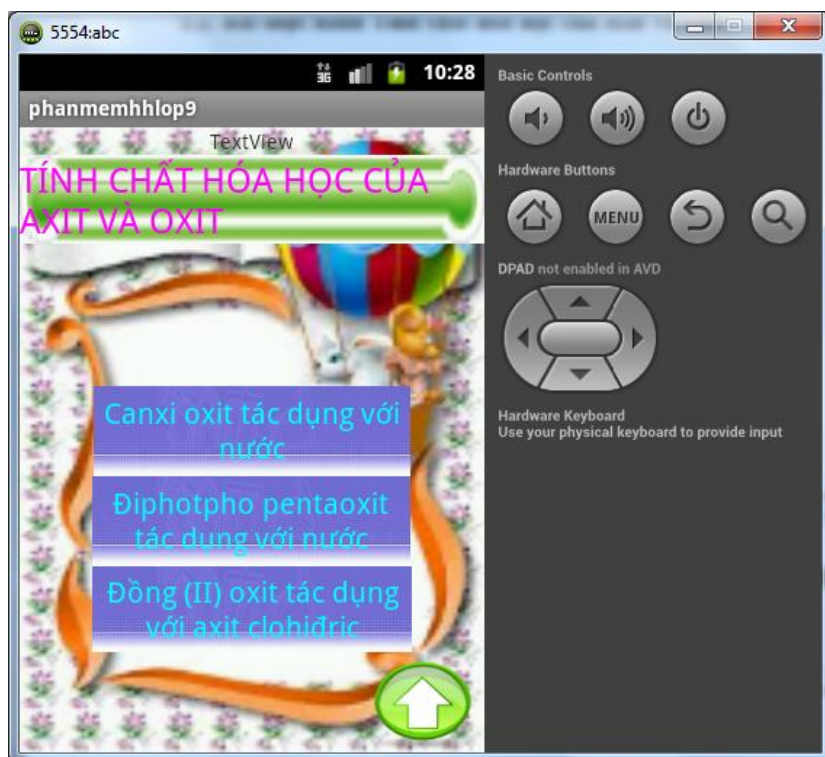 5554:abc
3G
10:28
phanmemhhlop9
TextView
TÍNH CHẤT HÓA HỌC CỦA
AXIT VÀ OXIT
Canxi oxit tác dụng với
nước
Điphotpho pentaoxit
tác dụng với nước
Đồng (II) oxit tác dụng
với axit clohiđric
Basic Controls
Hardware Buttons
MENU
DPAD not enabled in AVD
Hardware Keyboard
Use your physical keyboard to provide input